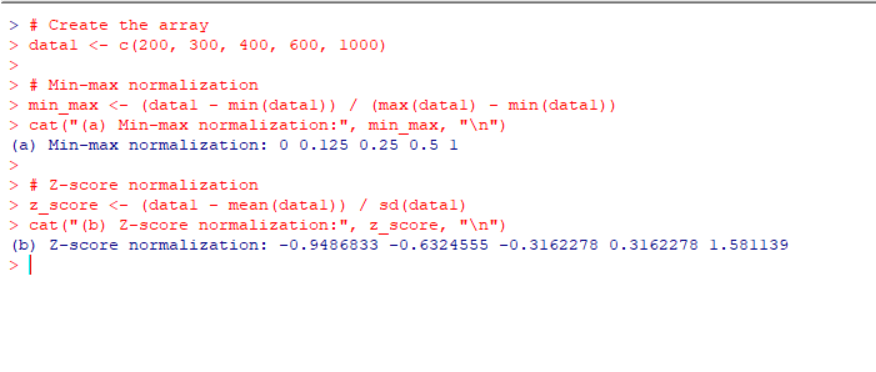 > # Create the array
> data1 <- c(200, 300, 400, 600, 1000)
>
> # Min-max normalization
> min_max <- (data1 - min(data1)) / (max(data1) - min(data1))
> cat("(a) Min-max normalization:", min_max, "\n")
(a) Min-max normalization: 0 0.125 0.25 0.5 1
>
> # Z-score normalization
> z_score <- (data1 - mean(data1)) / sd(data1)
> cat("(b) Z-score normalization:", z_score, "\n")
(b) Z-score normalization: -0.9486833 -0.6324555 -0.3162278 0.3162278 1.581139
>